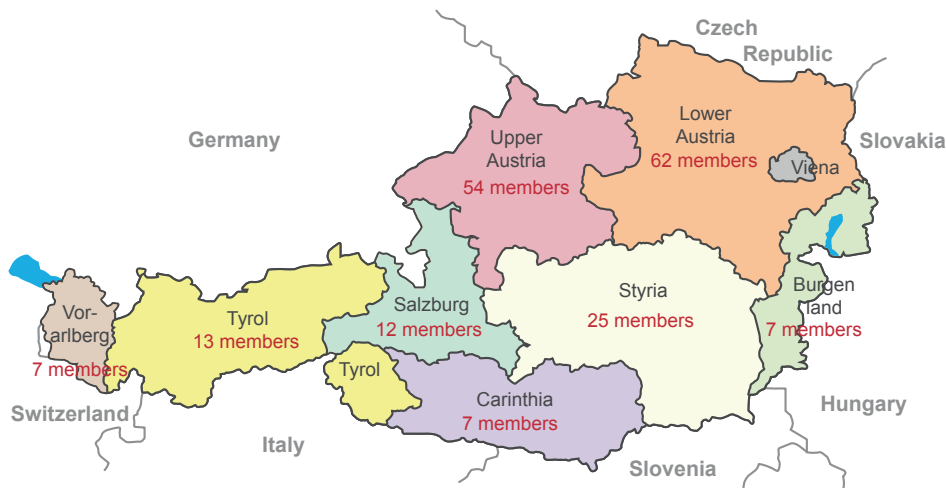 Czech
Republic
Germany
Slovakia
Upper
Austria
54 members
Lower
Austria
62 members
Viena
Vor-
arlberg
7 members
Tyrol
13 members
Salzburg
12 members
Styria
25 members
Burgen
land
7 members
Tyrol
Carinthia
7 members
Switzerland
Italy
Slovenia
Hungary